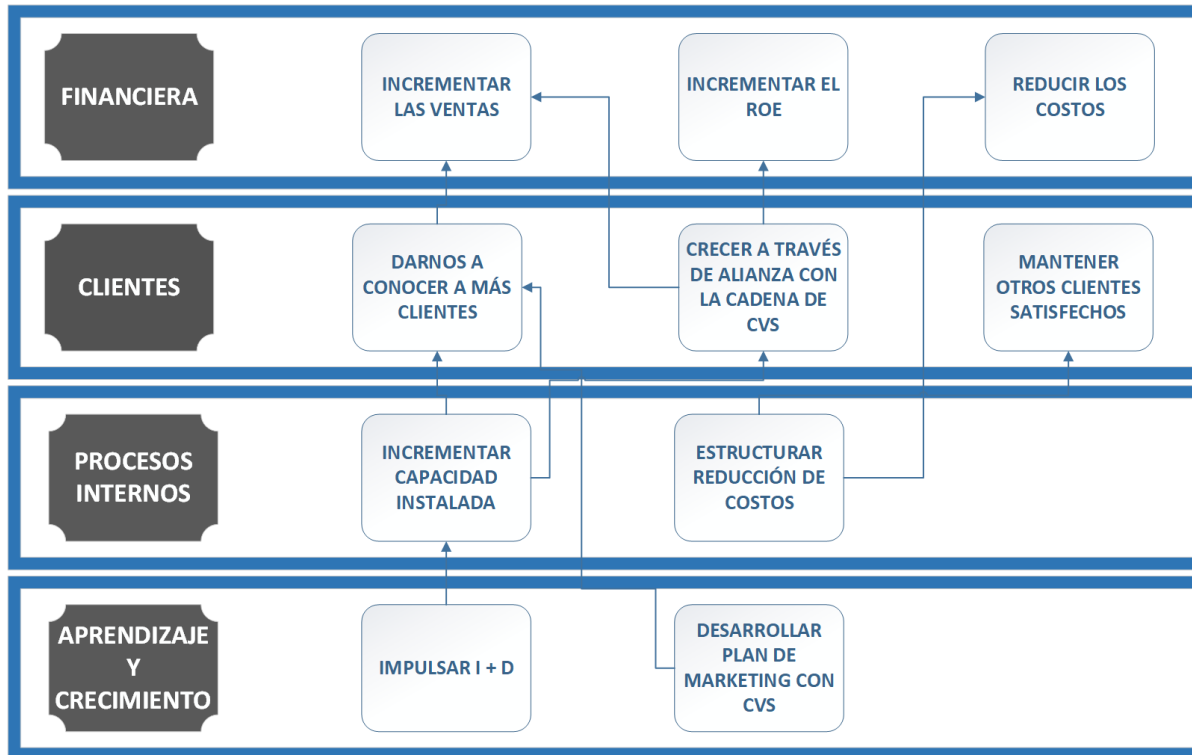 FINANCIERA
INCREMENTAR
LAS VENTAS
INCREMENTAR EL
ROE
REDUCIR LOS
COSTOS
CLIENTES
DARNOS A
CONOCER A MÁS
CLIENTES
CRECER A TRAVÉS
DE ALIANZA CON
LA CADENA DE
CVS
MANTENER
OTROS CLIENTES
SATISFECHOS
PROCESOS
INTERNOS
INCREMENTAR
CAPACIDAD
INSTALADA
ESTRUCTURAR
REDUCCIÓN DE
COSTOS
APRENDIZAJE
Y
CRECIMIENTO
IMPULSAR I + D
DESARROLLAR
PLAN DE
MARKETING CON
CVS